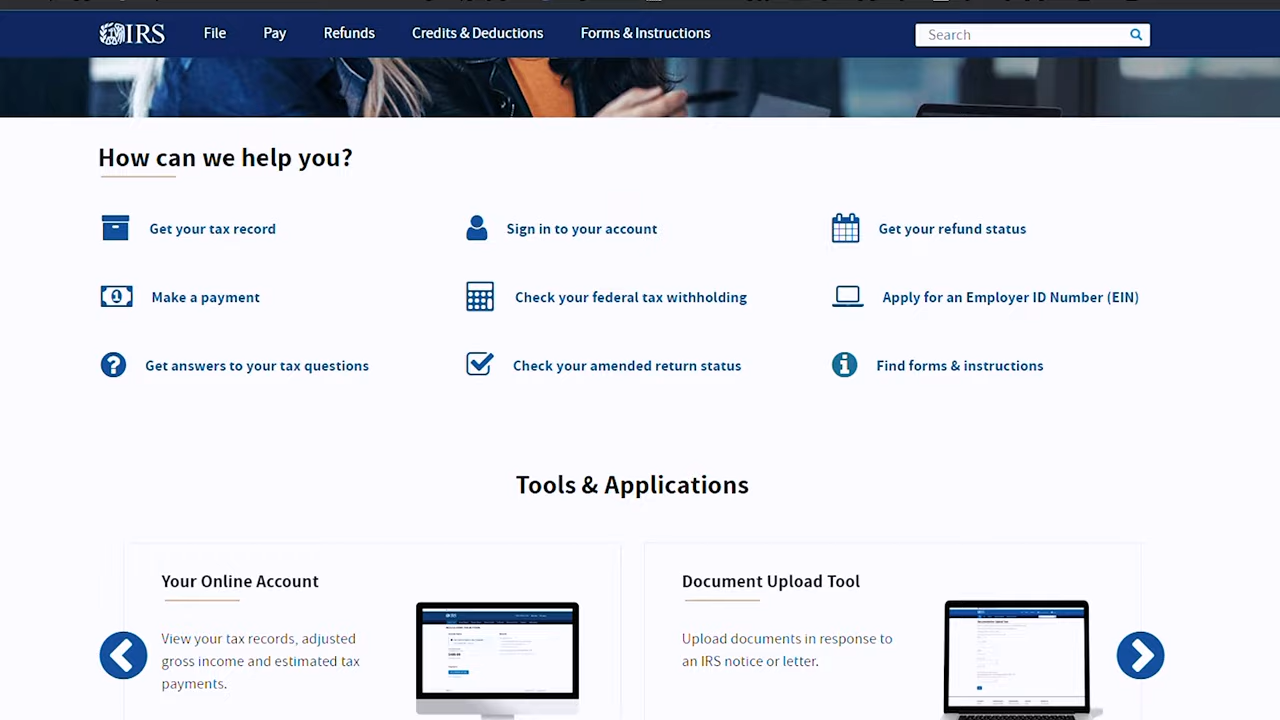 IRS
File
Pay
Refunds
Credits & Deductions
Forms & Instructions
Search
How can we help you?
Get your tax record
Sign in to your account
Get your refund status
Make a payment
Check your federal tax withholding
Apply for an Employer ID Number (EIN)
Get answers to your tax questions
Check your amended return status
Find forms & instructions
Tools & Applications
Your Online Account
View your tax records, adjusted
gross income and estimated tax
payments.
Document Upload Tool
Upload documents in response to
an IRS notice or letter.